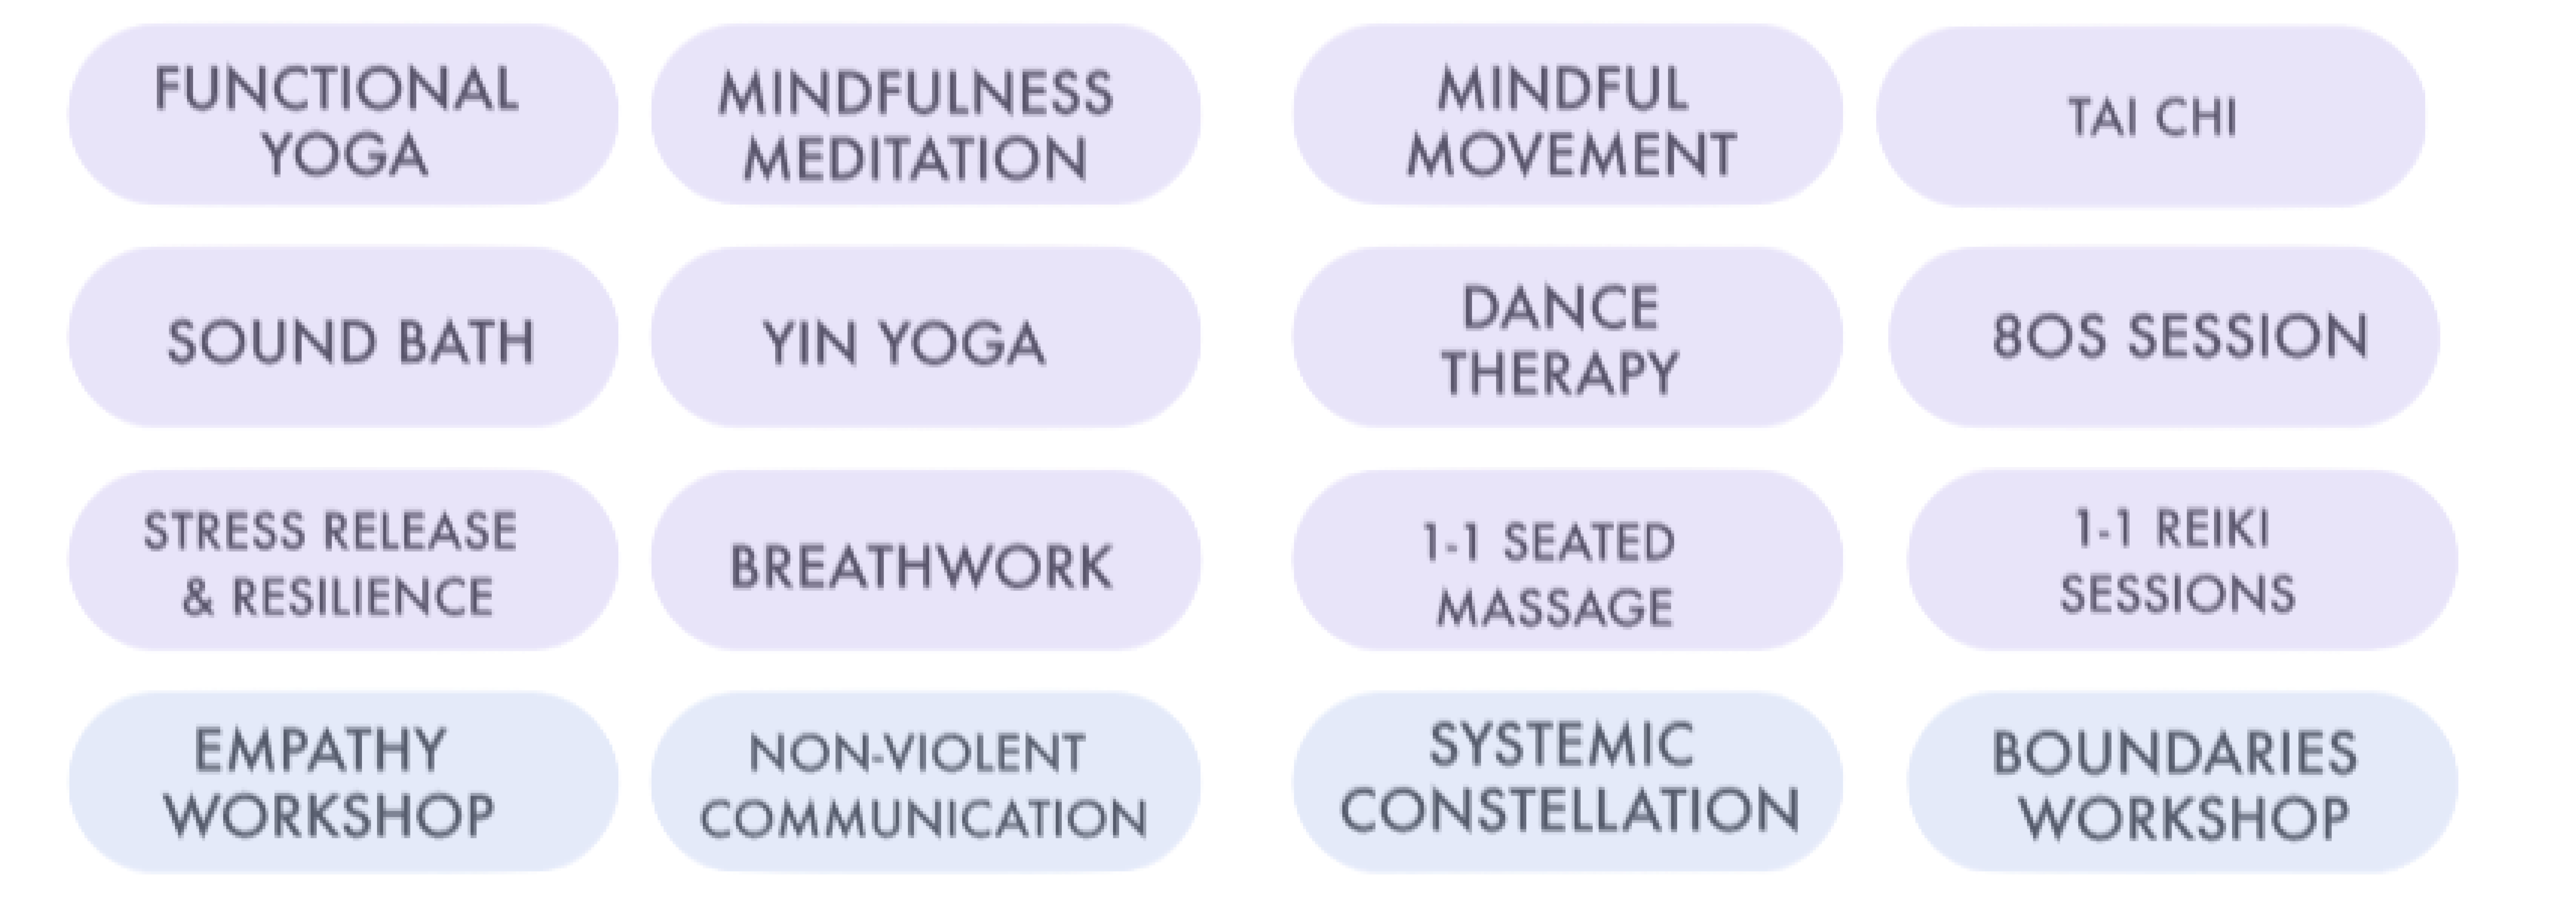 FUNCTIONAL
YOGA
MINDFULNESS
MEDITATION
MINDFUL
MOVEMENT
TAI CHI
SOUND BATH
YIN YOGA
DANCE
THERAPY
80S SESSION
STRESS RELEASE
& RESILIENCE
BREATHWORK
1-1 SEATED
MASSAGE
1-1 REIKI
SESSIONS
EMPATHY
WORKSHOP
NON-VIOLENT
COMMUNICATION
SYSTEMIC
CONSTELLATION
BOUNDARIES
WORKSHOP